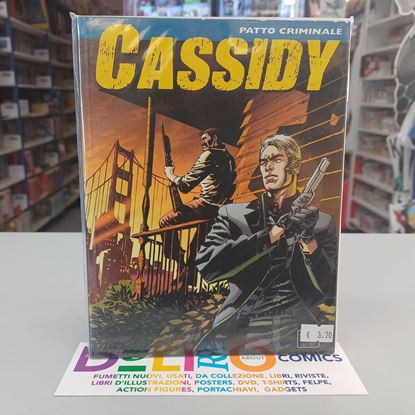 PATTO CRIMINALE
CASSIDY
€ 3.70
ABOUT
COMICS
FUMETTI NUOVI, USATI, DA COLLEZIONE, LIBRI, RIVISTE,
LIBRI D'ILLUSTRAZIONI, POSTERS, DVD, T-SHIRTS, FELPE,
ACTION FIGURES, PORTACHIAVI, GADGETS